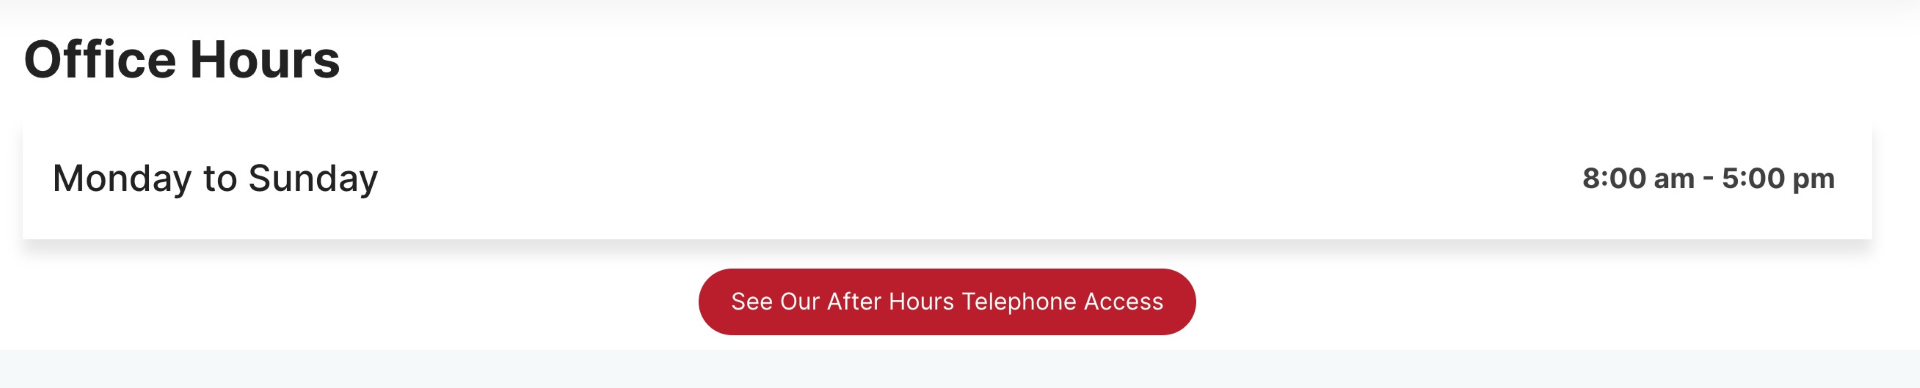 Office Hours
Monday to Sunday 8:00 am - 5:00 pm
See Our After Hours Telephone Access